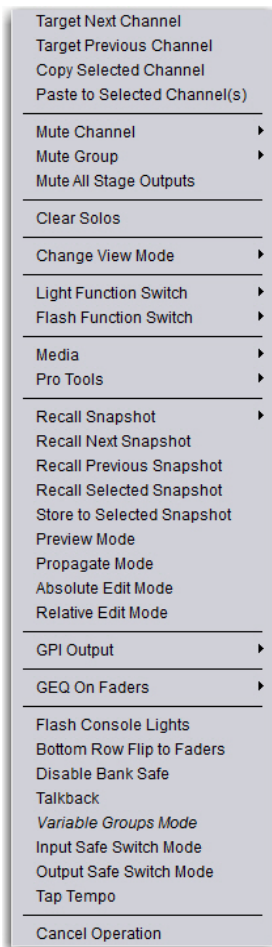 Target Next Channel
Target Previous Channel
Copy Selected Channel
Paste to Selected Channel(s)
Mute Channel
Mute Group
Mute All Stage Outputs
Clear Solos
Change View Mode
Light Function Switch
Flash Function Switch
Media
Pro Tools
Recall Snapshot
Recall Next Snapshot
Recall Previous Snapshot
Recall Selected Snapshot
Store to Selected Snapshot
Preview Mode
Propagate Mode
Absolute Edit Mode
Relative Edit Mode
GPI Output
GEQ On Faders
Flash Console Lights
Bottom Row Flip to Faders
Disable Bank Safe
Talkback
Variable Groups Mode
Input Safe Switch Mode
Output Safe Switch Mode
Tap Tempo
Cancel Operation